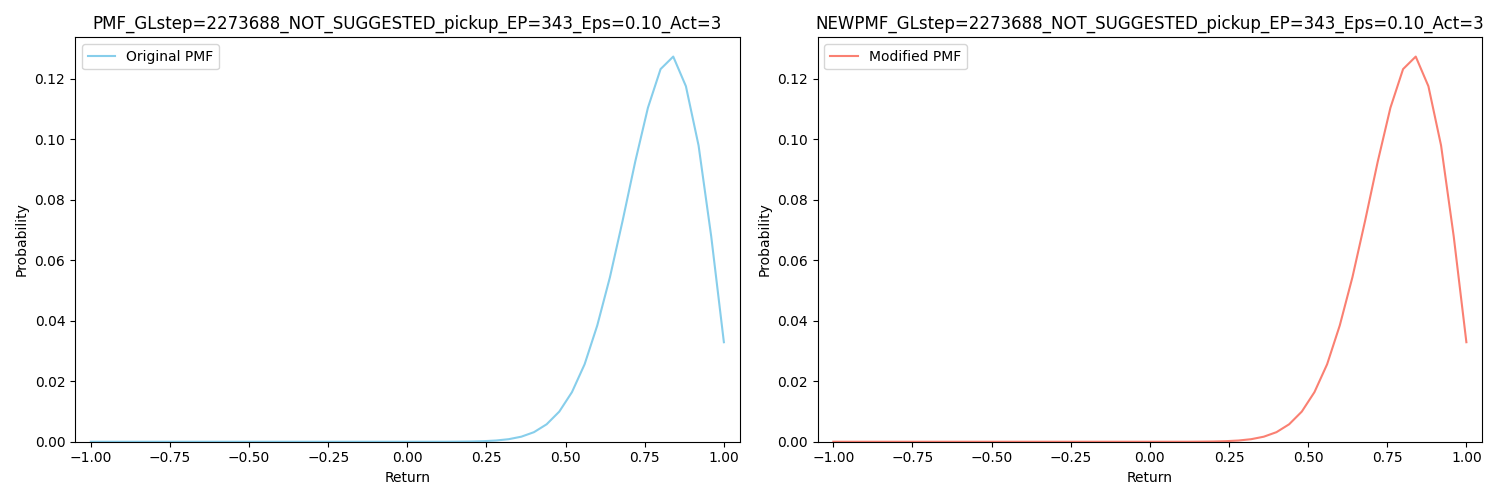 PMF_GLstep=2273688_NOT_SUGGESTED_pickup_EP=343_Eps=0.10_Act=3
Original PMF
0.12
0.10
0.08
0.06
0.04
0.02
0.00
Probability
−1.00 −0.75 −0.50 −0.25 0.00 0.25 0.50 0.75 1.00
Return
NEWPMF_GLstep=2273688_NOT_SUGGESTED_pickup_EP=343_Eps=0.10_Act=3
Modified PMF
0.12
0.10
0.08
0.06
0.04
0.02
0.00
Probability
−1.00 −0.75 −0.50 −0.25 0.00 0.25 0.50 0.75 1.00
Return